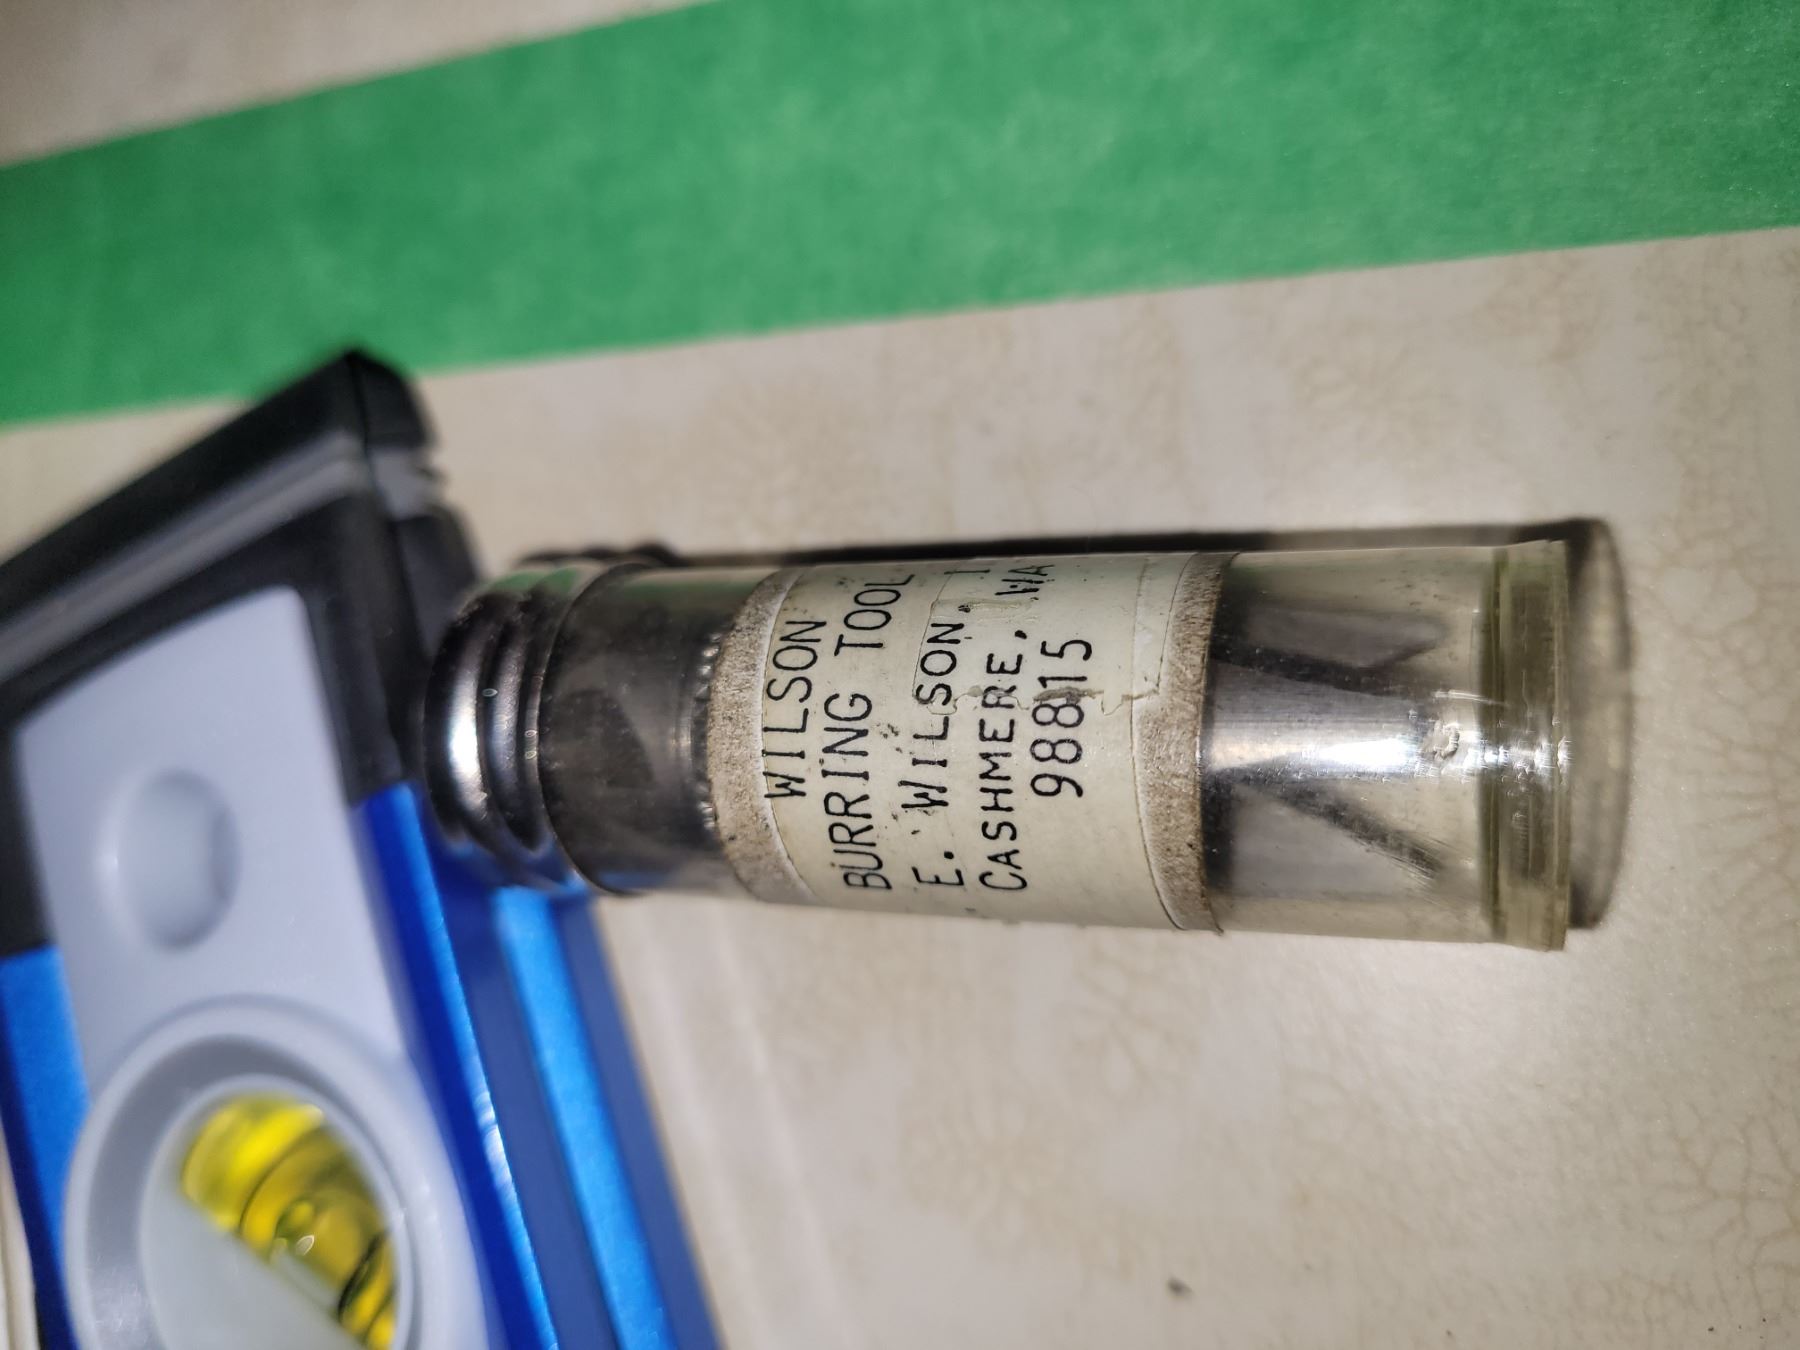 WILSON
BURRING TOOL
E. WILSON,
CASHMERE, WA
98815